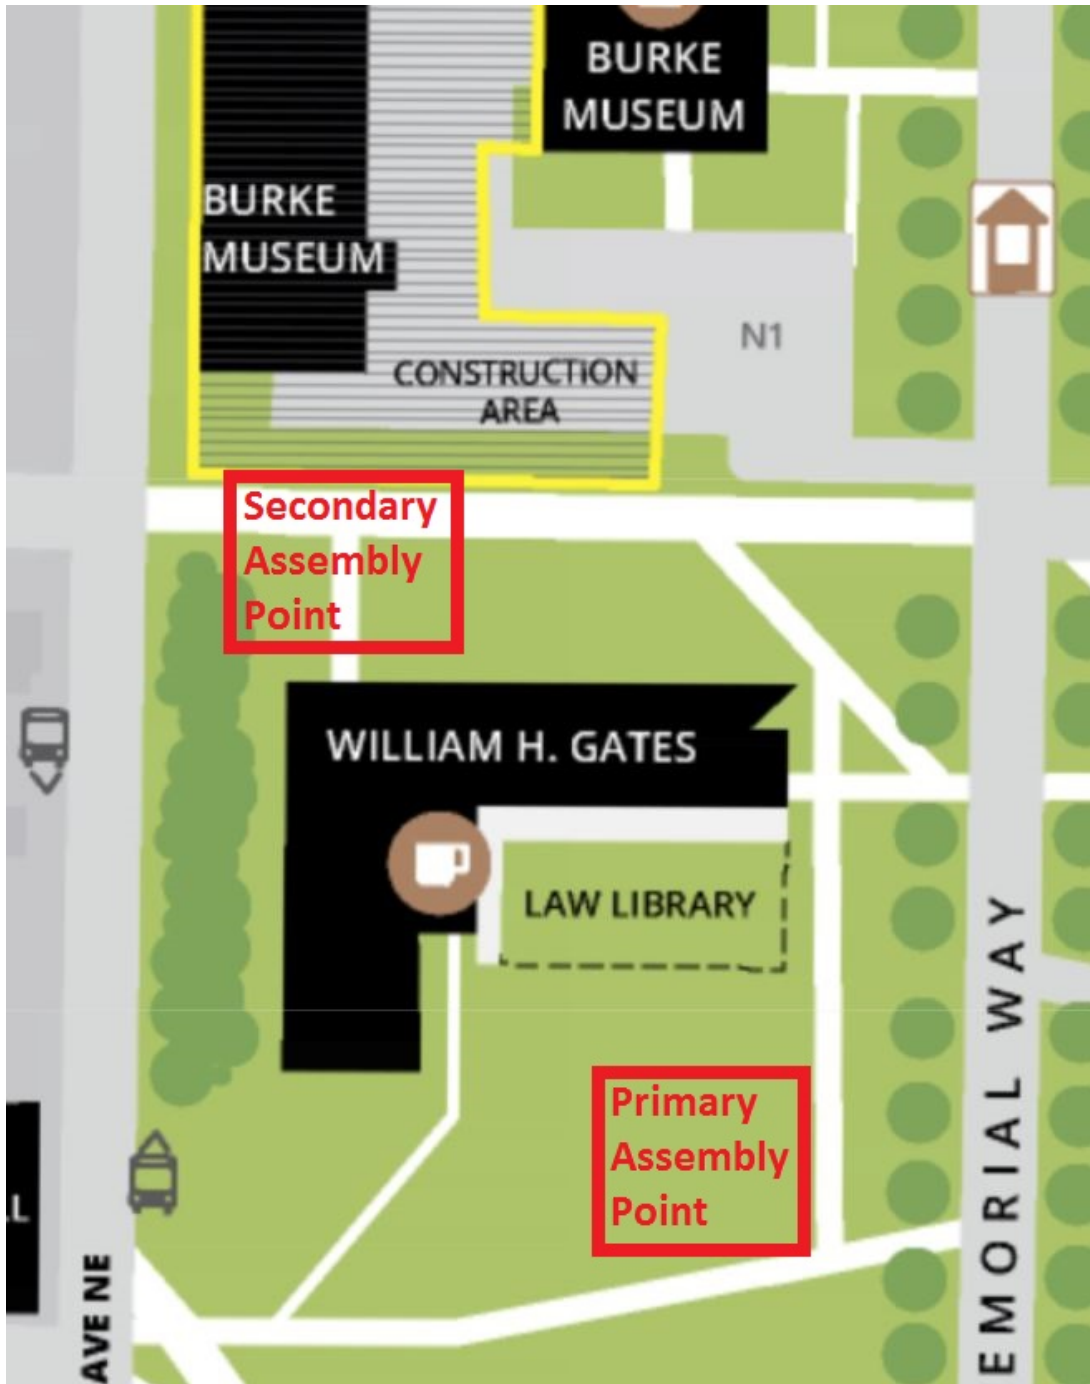 BURKE
MUSEUM
BURKE
MUSEUM
N1
CONSTRUCTION
AREA
Secondary
Assembly
Point
WILLIAM H. GATES
LAW LIBRARY
Primary
Assembly
Point
EMORIAL WAY
LL
AVE NE